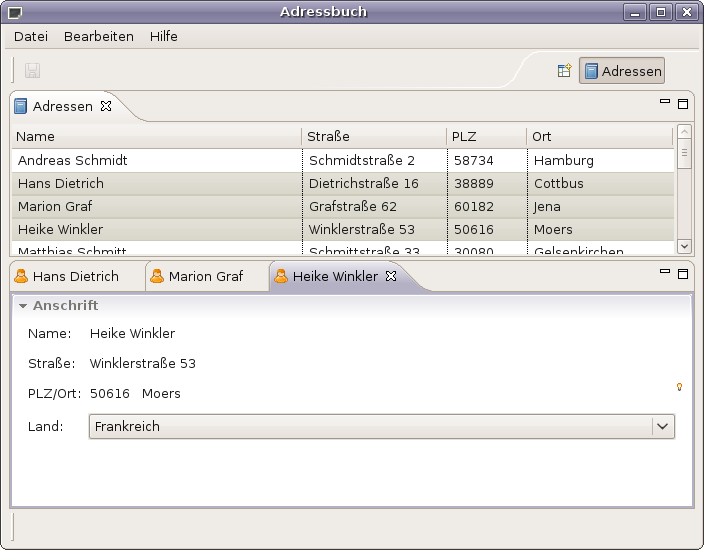 Adressbuch
Datei Bearbeiten Hilfe
Adressen
Adressen
Name Straße PLZ Ort
Andreas Schmidt Schmidtstraße 2 58734 Hamburg
Hans Dietrich Dietrichstraße 16 38889 Cottbus
Marion Graf Grafstraße 62 60182 Jena
Heike Winkler Winklerstraße 53 50616 Moers
Matthias Schmitt Schmittstraße 33 30080 Gelsenkirchen
Hans Dietrich Marion Graf Heike Winkler
Anschrift
Name: Heike Winkler
Straße: Winklerstraße 53
PLZ/Ort: 50616 Moers
Land: Frankreich